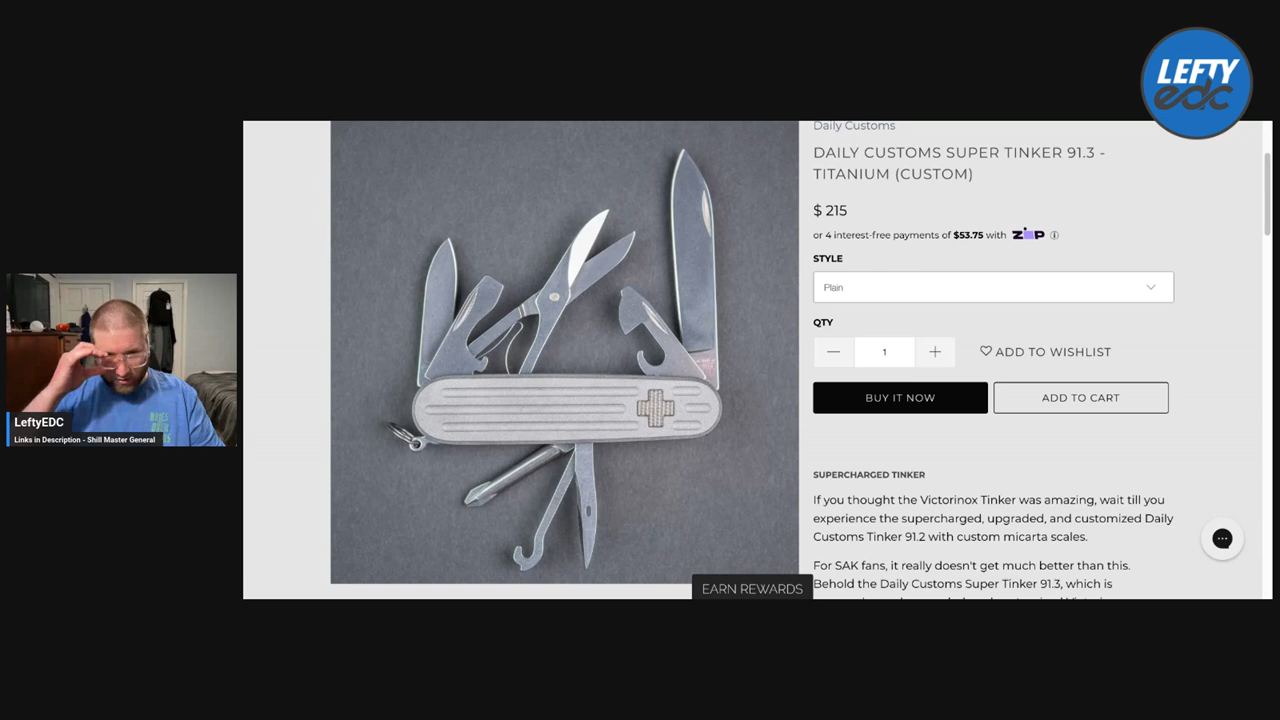 LEFTY
edc
Daily Customs
DAILY CUSTOMS SUPER TINKER 91.3 -
TITANIUM (CUSTOM)
$ 215
or 4 interest-free payments of $53.75 with ZIP
STYLE
Plain
QTY
1
ADD TO WISHLIST
BUY IT NOW
ADD TO CART
SUPERCHARGED TINKER
If you thought the Victorinox Tinker was amazing, wait till you
experience the supercharged, upgraded, and customized Daily
Customs Tinker 91.2 with custom micarta scales.
For SAK fans, it really doesn't get much better than this.
Behold the Daily Customs Super Tinker 91.3, which is
EARN REWARDS
LeftyEDC
Links in Description - Shill Master General